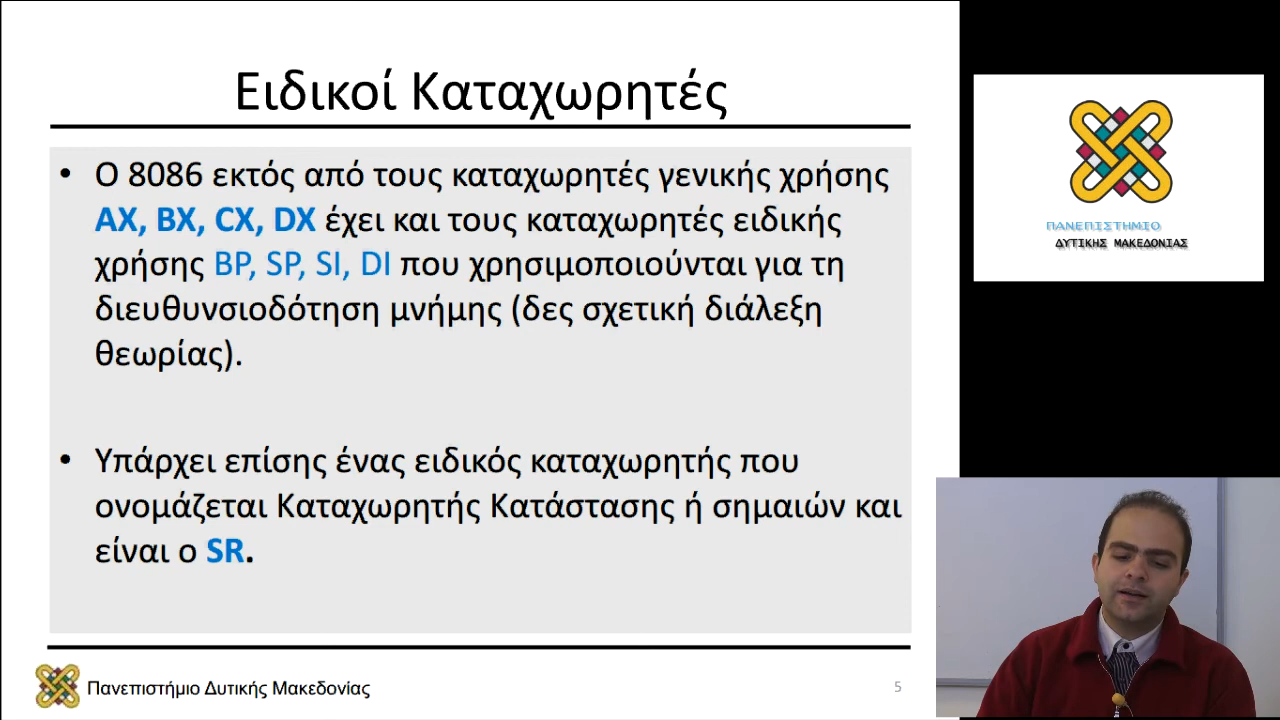 Ειδικοί Καταχωρητές
• Ο 8086 εκτός από τους καταχωρητές γενικής χρήσης
AX, BX, CX, DX έχει και τους καταχωρητές ειδικής
χρήσης BP, SP, SI, DI που χρησιμοποιούνται για τη
διευθυνσιοδότηση μνήμης (δες σχετική διάλεξη
θεωρίας).
• Υπάρχει επίσης ένας ειδικός καταχωρητής που
ονομάζεται Καταχωρητής Κατάστασης ή σημαιών και
είναι ο SR.
Πανεπιστήμιο Δυτικής Μακεδονίας
5
ΠΑΝΕΠΙΣΤΗΜΙΟ
ΔΥΤΙΚΗΣ ΜΑΚΕΔΟΝΙΑΣ